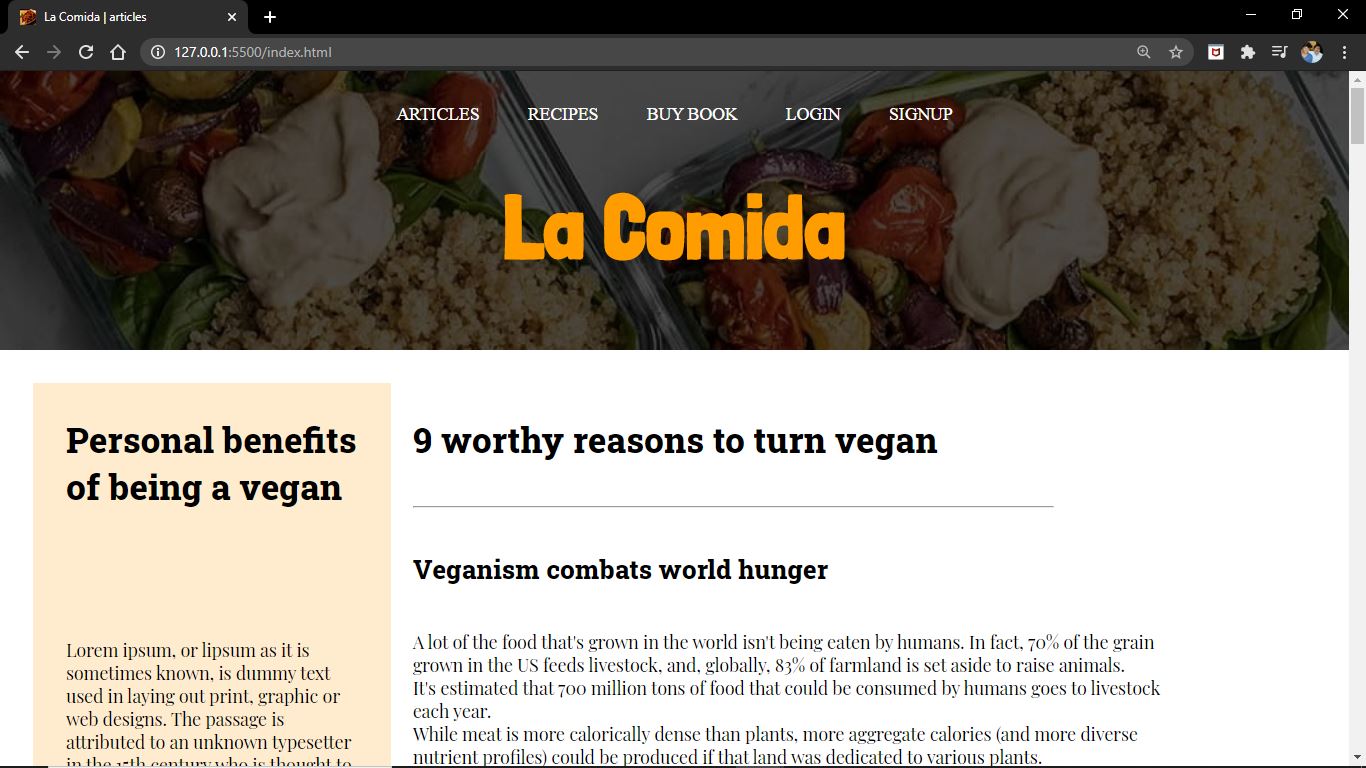 La Comida | articles
127.0.0.1:5500/index.html
ARTICLES RECIPES BUY BOOK LOGIN SIGNUP
La Comida
Personal benefits
of being a vegan
Lorem ipsum, or lipsum as it is
sometimes known, is dummy text
used in laying out print, graphic or
web designs. The passage is
attributed to an unknown typesetter
in the 15th century who is thought to
9 worthy reasons to turn vegan
Veganism combats world hunger
A lot of the food that's grown in the world isn't being eaten by humans. In fact, 70% of the grain
grown in the US feeds livestock, and, globally, 83% of farmland is set aside to raise animals.
It's estimated that 700 million tons of food that could be consumed by humans goes to livestock
each year.
While meat is more calorically dense than plants, more aggregate calories (and more diverse
nutrient profiles) could be produced if that land was dedicated to various plants.